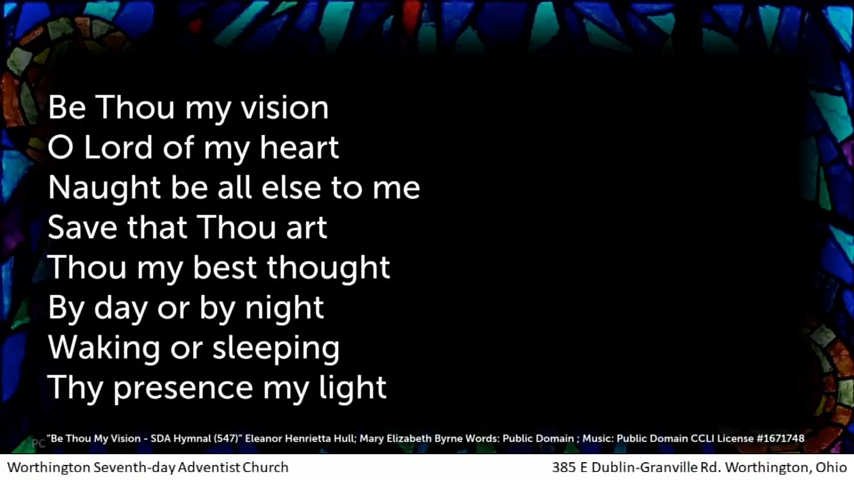 Be Thou my vision
O Lord of my heart
Naught be all else to me
Save that Thou art
Thou my best thought
By day or by night
Waking or sleeping
Thy presence my light
PC
"Be Thou My Vision - SDA Hymnal (547)" Eleanor Henrietta Hull; Mary Elizabeth Byrne Words: Public Domain ; Music: Public Domain CCLI License #1671748
Worthington Seventh-day Adventist Church
385 E Dublin-Granville Rd. Worthington, Ohio